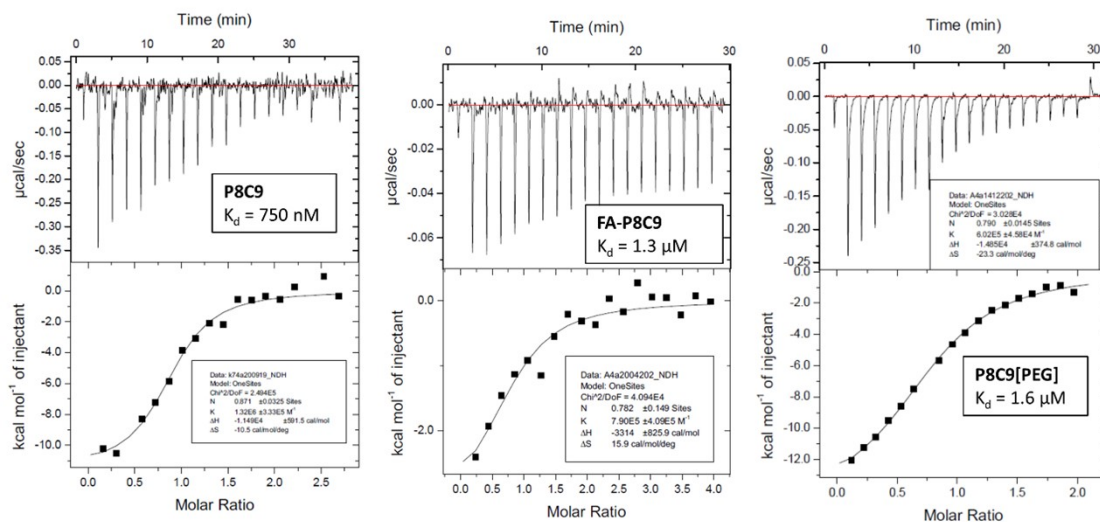 Time (min)
0 10 20 30
0.05
0.00
-0.05
-0.10
-0.15
-0.20
-0.25
-0.30
-0.35
µcal/sec
P8C9
Kd = 750 nM
0.0
-2.0
-4.0
-6.0
-8.0
-10.0
kcal mol-1 of injectant
Data: k74a200919_NDH
Model: OneSites
Chi^2/DoF = 2.494E5
N 0.871 ±0.0325 Sites
K 1.32E6 ±3.33E5 M-1
ΔH -1.149E4 ±591.5 cal/mol
ΔS -10.5 cal/mol/deg
0.0 0.5 1.0 1.5 2.0 2.5
Molar Ratio
Time (min)
0 10 20 30
0.00
-0.02
-0.04
-0.06
µcal/sec
FA-P8C9
Kd = 1.3 µM
0.0
-2.0
kcal mol-1 of injectant
Data: A4a2004202_NDH
Model: OneSites
Chi^2/DoF = 4.094E4
N 0.782 ±0.149 Sites
K 7.90E5 ±4.09E5 M-1
ΔH -3314 ±825.9 cal/mol
ΔS 15.9 cal/mol/deg
0.0 0.5 1.0 1.5 2.0 2.5 3.0 3.5 4.0
Molar Ratio
Time (min)
0 10 20 30
0.05
0.00
-0.05
-0.10
-0.15
-0.20
-0.25
µcal/sec
Data: A4a1412202_NDH
Model: OneSites
Chi^2/DoF = 3.028E4
N 0.790 ±0.0145 Sites
K 6.02E5 ±4.58E4 M-1
ΔH -1.485E4 ±374.8 cal/mol
ΔS -23.3 cal/mol/deg
0.0
-2.0
-4.0
-6.0
-8.0
-10.0
-12.0
kcal mol-1 of injectant
P8C9[PEG]
Kd = 1.6 µM
0.0 0.5 1.0 1.5 2.0
Molar Ratio